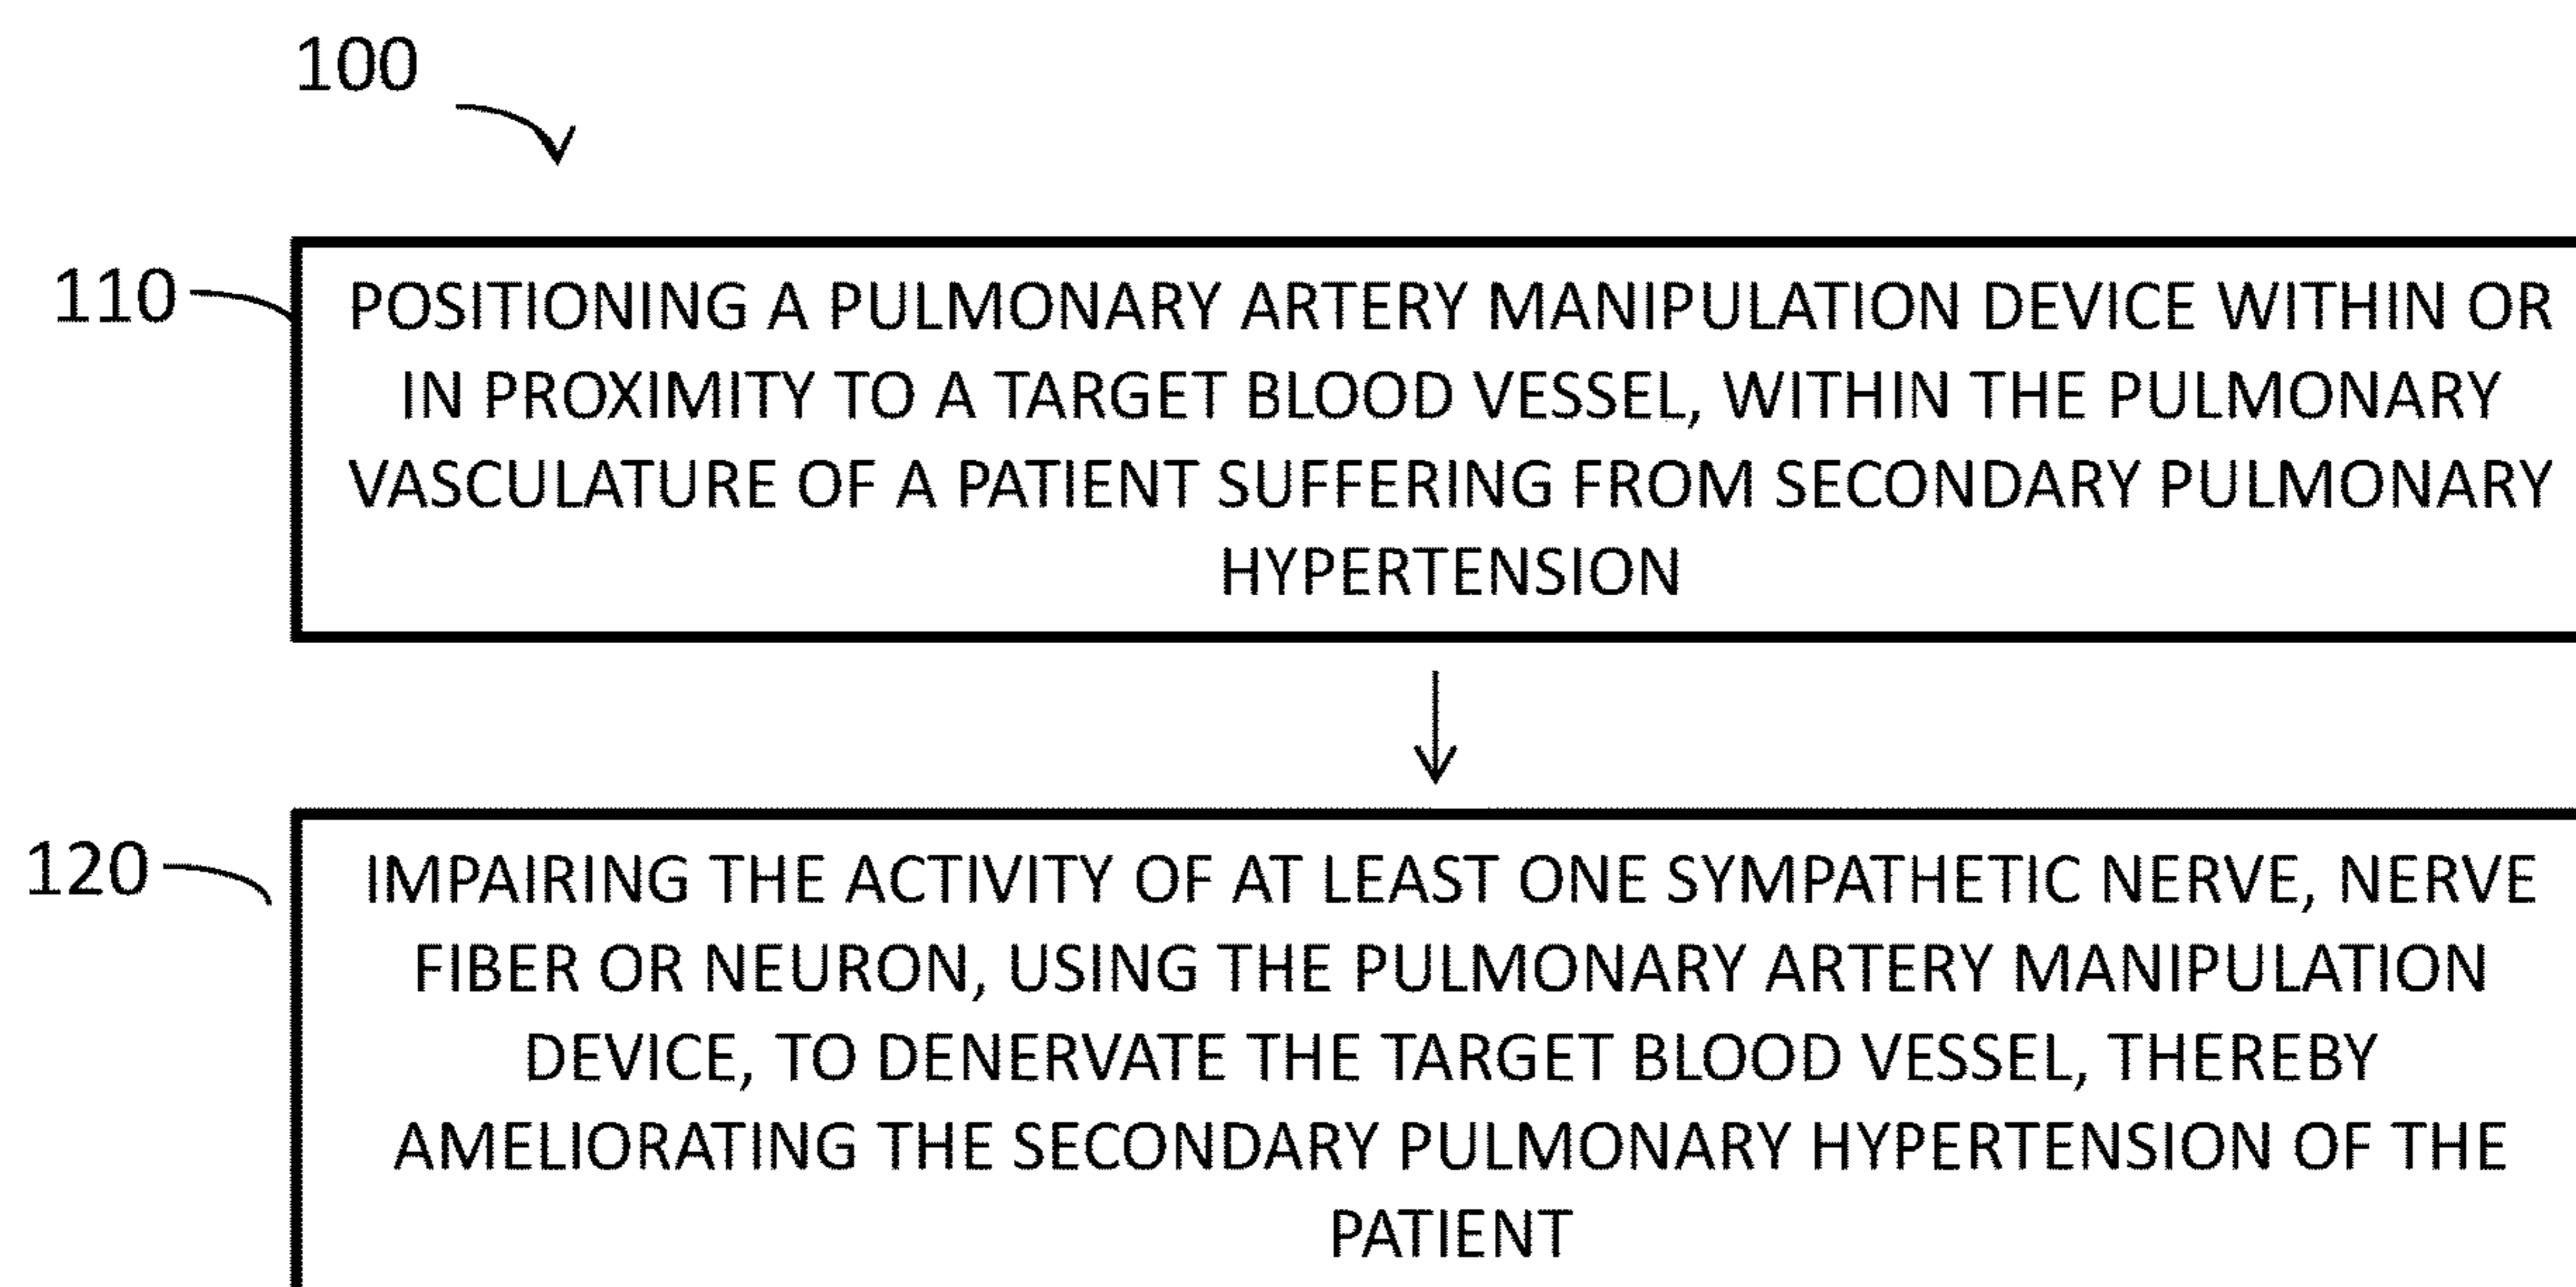 100
110
POSITIONING A PULMONARY ARTERY MANIPULATION DEVICE WITHIN OR
IN PROXIMITY TO A TARGET BLOOD VESSEL, WITHIN THE PULMONARY
VASCULATURE OF A PATIENT SUFFERING FROM SECONDARY PULMONARY
HYPERTENSION
120
IMPAIRING THE ACTIVITY OF AT LEAST ONE SYMPATHETIC NERVE, NERVE
FIBER OR NEURON, USING THE PULMONARY ARTERY MANIPULATION
DEVICE, TO DENERVATE THE TARGET BLOOD VESSEL, THEREBY
AMELIORATING THE SECONDARY PULMONARY HYPERTENSION OF THE
PATIENT